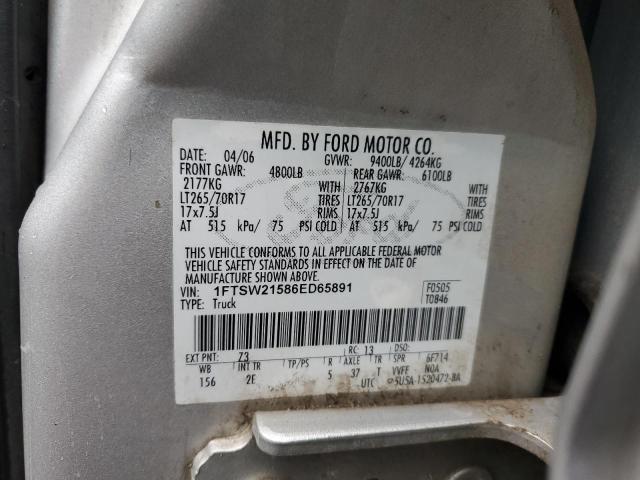 MFD. BY FORD MOTOR CO.
DATE: 04/06 GVWR: 9400LB/ 4264KG
FRONT GAWR: 4800LB REAR GAWR: 6100LB
2177KG WITH 2767KG WITH
LT265/70R17 TIRES LT265/70R17 TIRES
17x7.5J RIMS 17x7.5J RIMS
AT 515 kPa/ 75 PSI COLD AT 515 kPa/ 75 PSI COLD
THIS VEHICLE CONFORMS TO ALL APPLICABLE FEDERAL MOTOR
VEHICLE SAFETY STANDARDS IN EFFECT ON THE DATE OF
MANUFACTURE SHOWN ABOVE.
VIN: 1FTSW21586ED65891 F0505
TYPE: Truck T0846
EXT PNT: Z3 RC: 13 DSO:
WB INT TR TP/PS R AXLE TR SPR 6F714
156 2E 5 37 T VVFF NOA
UTC 5U5A-1520472-BA